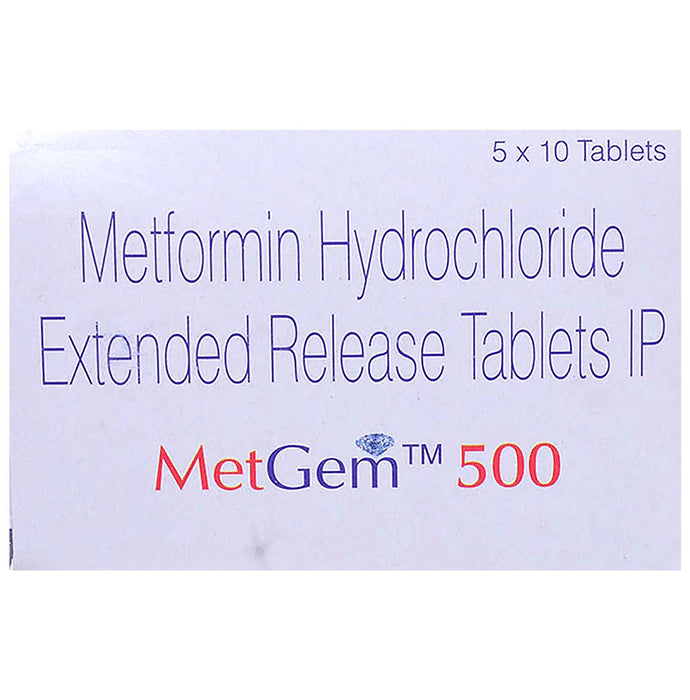 5 x 10 Tablets
Metformin Hydrochloride
Extended Release Tablets IP
MetGem™ 500